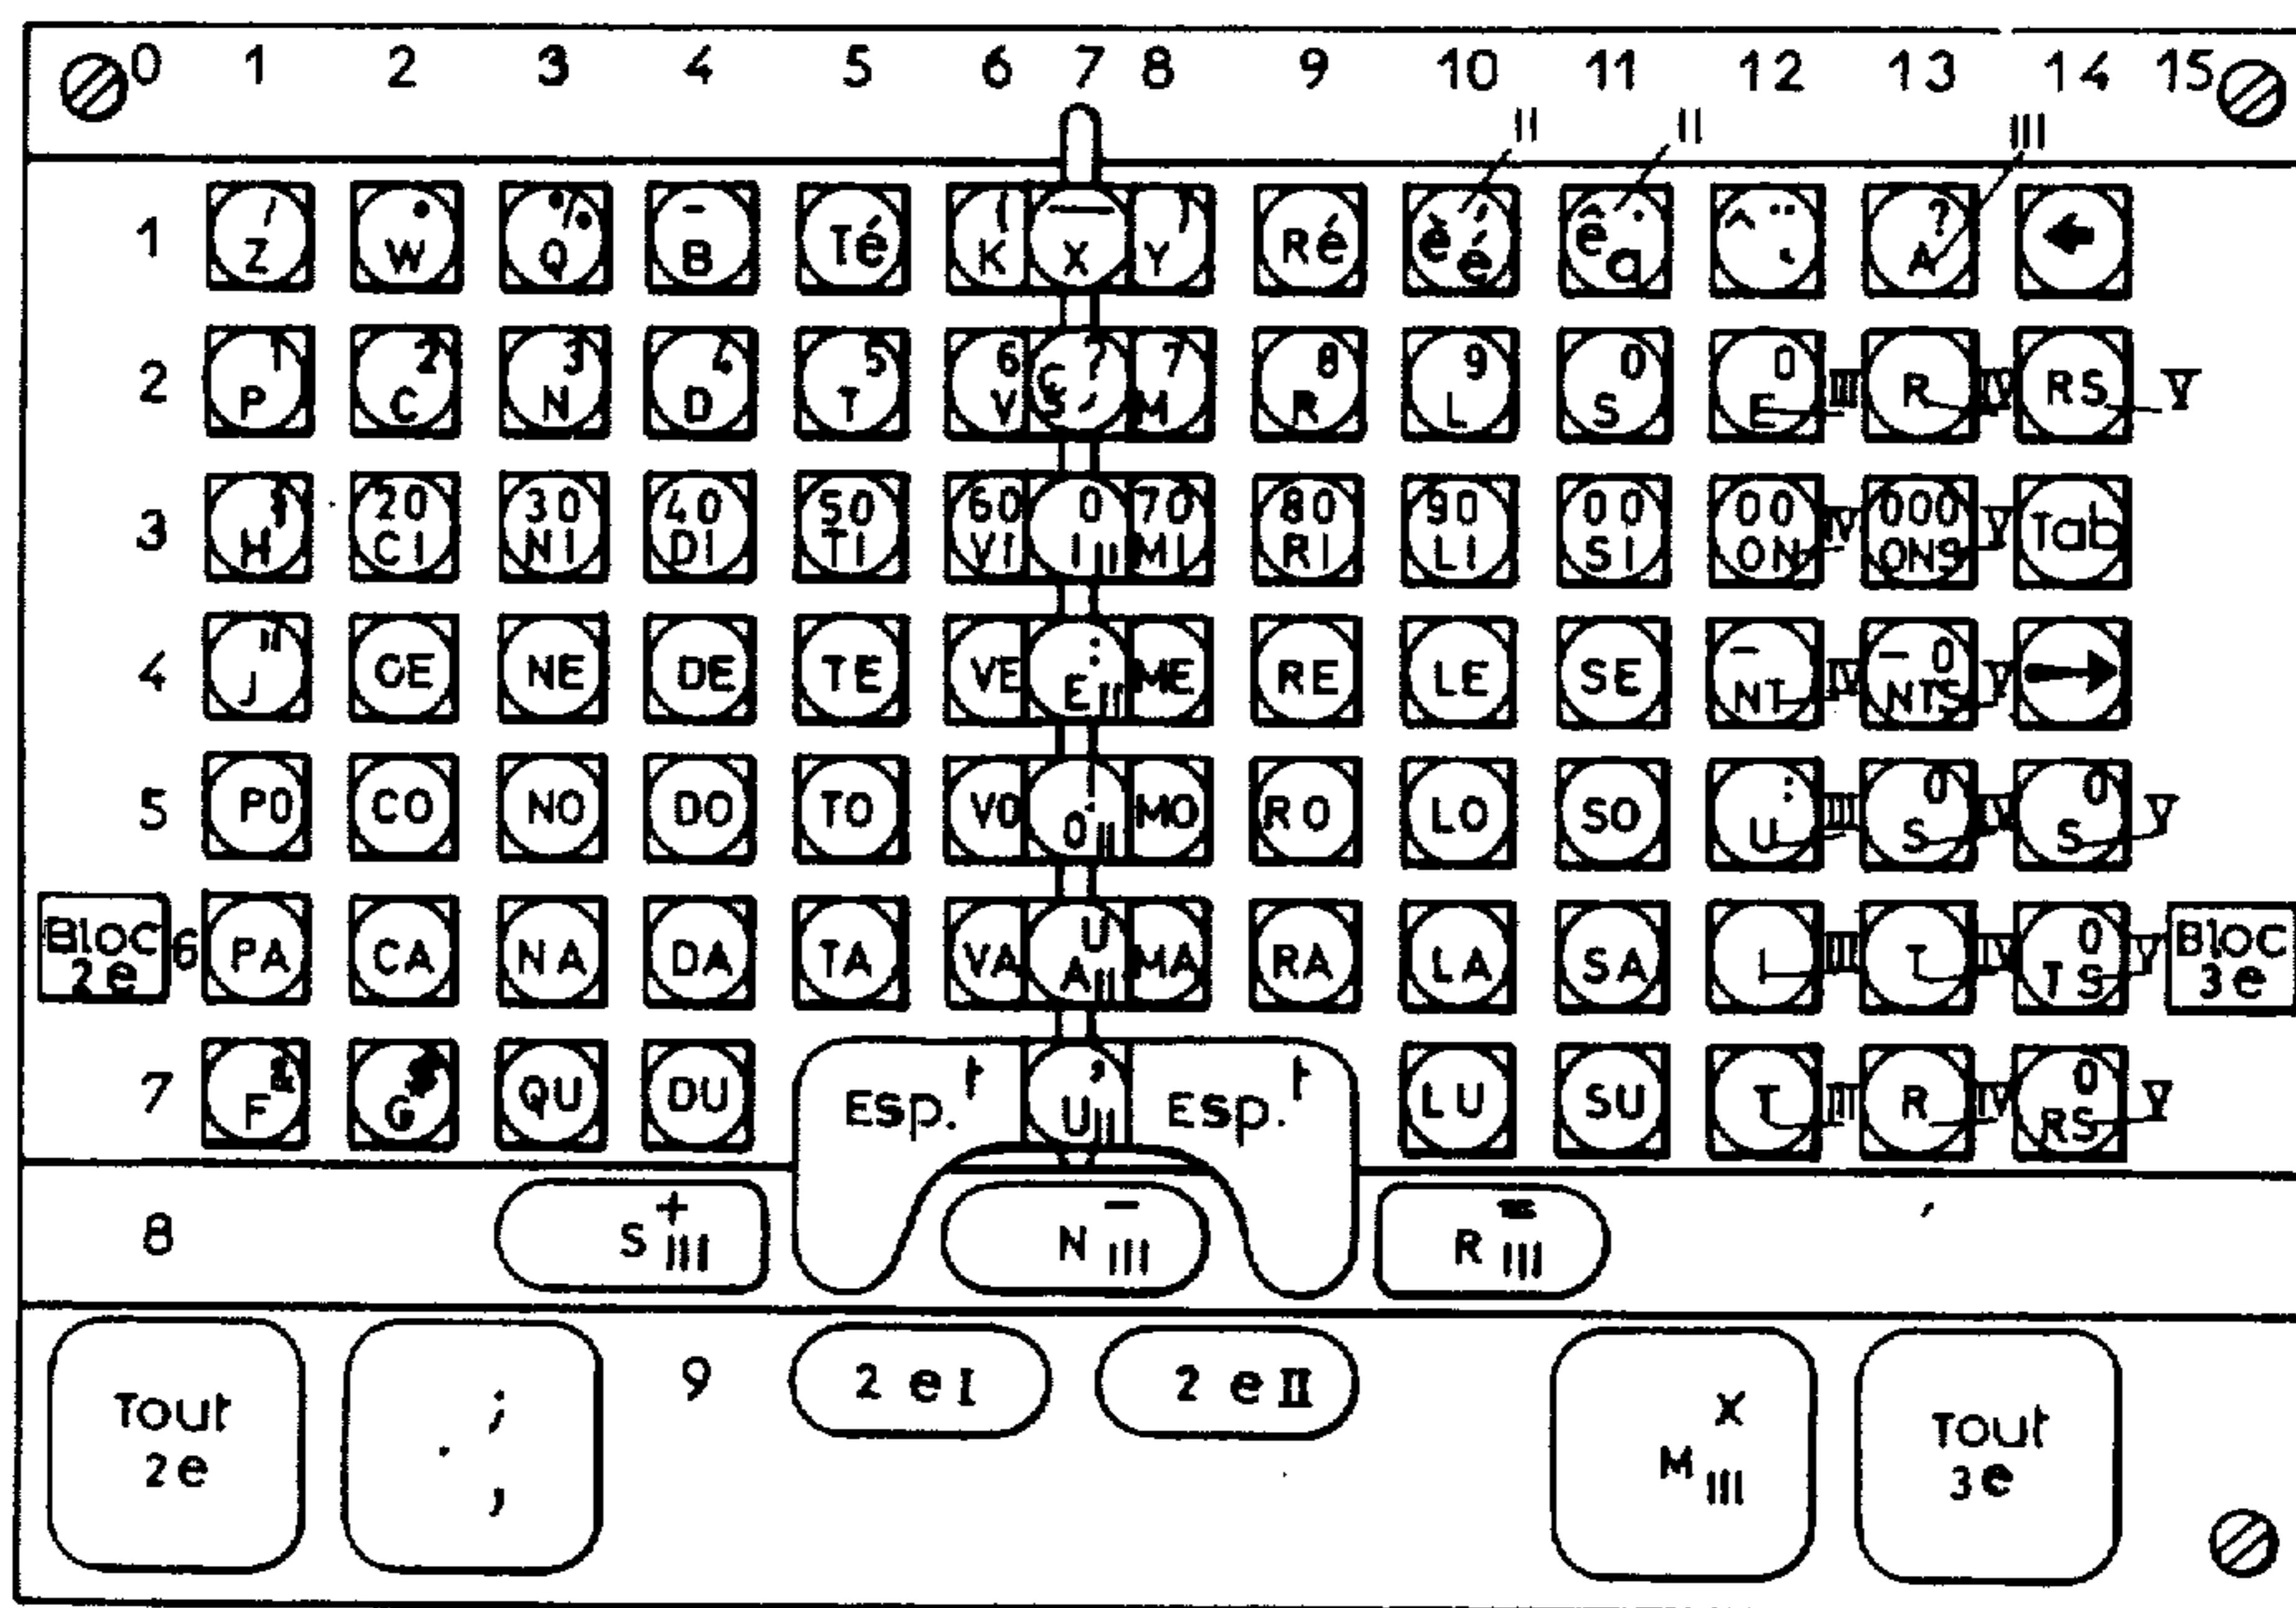 0 1 2 3 4 5 6 7 8 9 10 11 12 13 14 15
II II III
1 / Z • W % Q - B Té ( K — X ) Y Ré è " é ê . a ^ ¨ ? A ←
2 1 P 2 C 3 N 4 D 5 T 6 V Ç ? 7 M 8 R 9 L 0 S 0 E III R IV RS V
3 H 20 CI 30 NI 40 DI 50 TI 60 VI 0 I II 70 MI 80 RI 90 LI 00 SI 00 ON IV 000 ONS V Tab
4 " J CE NE DE TE VE : E II ME RE LE SE - NT IV - 0 NTS V →
5 PO CO NO DO TO VO O II MO RO LO SO : U III 0 S IV 0 S V
Bloc 2e 6 PA CA NA DA TA VA U A II MA RA LA SA I III T IV 0 TS V Bloc 3e
7 F G QU DU Esp. ' U II Esp. LU SU T III R IV 0 RS V
8 + S III - N III = R III
Tout 2e . ; , 9 2 e I 2 e II x M III Tout 3e